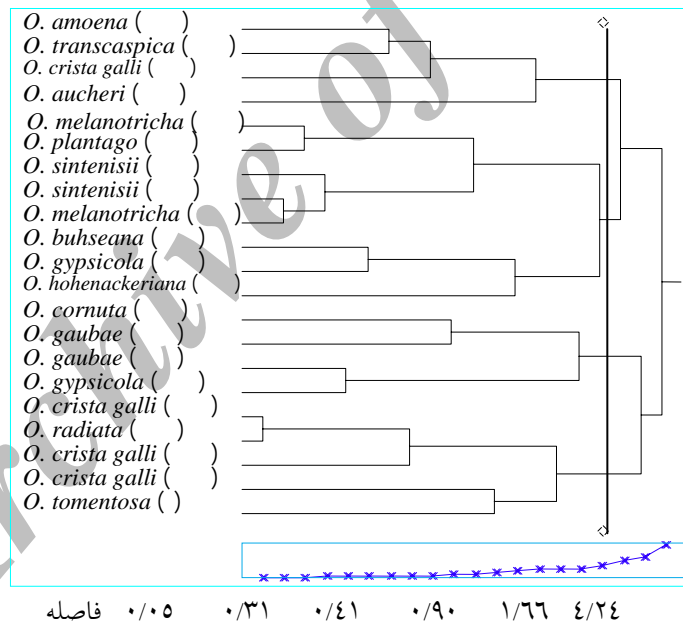 O. amoena ( )
O. transcaspica ( )
O. crista galli ( )
O. aucheri ( )
O. melanotricha ( )
O. plantago ( )
O. sintenisii ( )
O. sintenisii ( )
O. melanotricha ( )
O. buhseana ( )
O. gypsicola ( )
O. hohenackeriana ( )
O. cornuta ( )
O. gaubae ( )
O. gaubae ( )
O. gypsicola ( )
O. crista galli ( )
O. radiata ( )
O. crista galli ( )
O. crista galli ( )
O. tomentosa ( )
فاصله ۰/۰۵ ۰/۳۱ ۰/۴۱ ۰/۹۰ ۱/۶۶ ۴/۲۴
Archive of